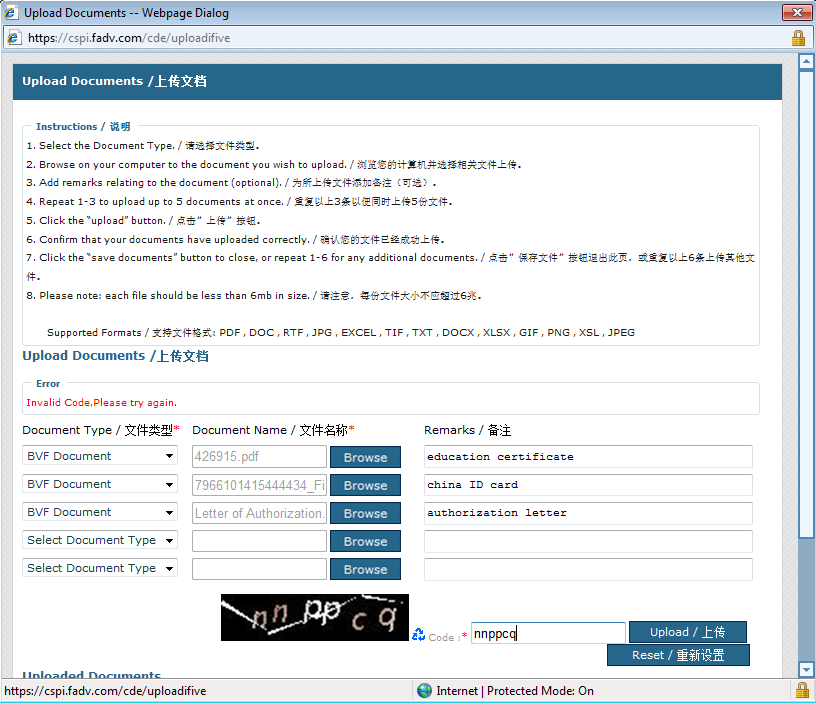 Upload Documents -- Webpage Dialog
https://cspi.fadv.com/cde/uploadifive
Upload Documents /上传文档
Instructions / 说明
1. Select the Document Type. / 请选择文件类型。
2. Browse on your computer to the document you wish to upload. / 浏览您的计算机并选择相关文件上传。
3. Add remarks relating to the document (optional). / 为所上传文件添加备注（可选）。
4. Repeat 1-3 to upload up to 5 documents at once. / 重复以上3条以便同时上传5份文件。
5. Click the “upload” button. / 点击”上传”按钮。
6. Confirm that your documents have uploaded correctly. / 确认您的文件已经成功上传。
7. Click the “save documents” button to close, or repeat 1-6 for any additional documents. / 点击”保存文件”按钮退出此页，或重复以上6条上传其他文
件。
8. Please note: each file should be less than 6mb in size. / 请注意，每份文件大小不应超过6兆。
Supported Formats / 支持文件格式: PDF , DOC , RTF , JPG , EXCEL , TIF , TXT , DOCX , XLSX , GIF , PNG , XSL , JPEG
Upload Documents /上传文档
Error
Invalid Code,Please try again.
Document Type / 文件类型* Document Name / 文件名称* Remarks / 备注
BVF Document 426915.pdf Browse education certificate
BVF Document 7966101415444434_Fi Browse china ID card
BVF Document Letter of Authorization. Browse authorization letter
Select Document Type Browse
Select Document Type Browse
nnppcq Code :* nnppcq Upload / 上传
Reset / 重新设置
Uploaded Documents
https://cspi.fadv.com/cde/uploadifive Internet | Protected Mode: On